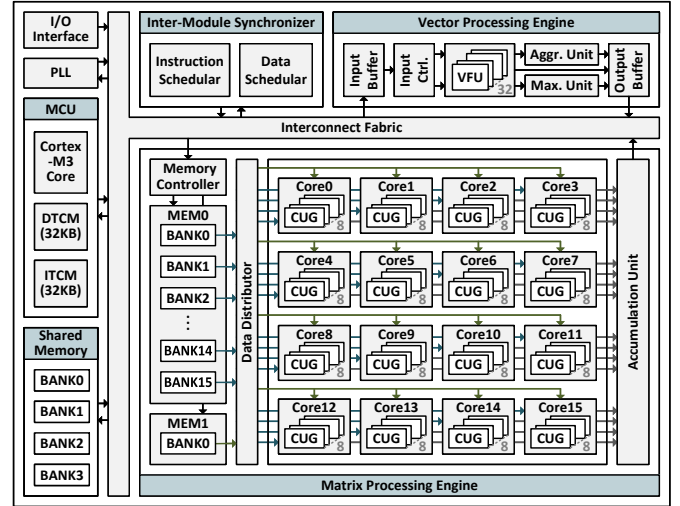 I/O
Interface
PLL
MCU
Cortex
-M3
Core
DTCM
(32KB)
ITCM
(32KB)
Shared
Memory
BANK0
BANK1
BANK2
BANK3
Inter-Module Synchronizer
Instruction
Schedular
Data
Schedular
Vector Processing Engine
Input
Buffer
Input
Ctrl.
VFU
32
Aggr. Unit
Max. Unit
Output
Buffer
Interconnect Fabric
Memory
Controller
MEM0
BANK0
BANK1
BANK2
⋮
BANK14
BANK15
MEM1
BANK0
Data Distributor
Core0
CUG
8
Core1
CUG
8
Core2
CUG
8
Core3
CUG
8
Core4
CUG
8
Core5
CUG
8
Core6
CUG
8
Core7
CUG
8
Core8
CUG
8
Core9
CUG
8
Core10
CUG
8
Core11
CUG
8
Core12
CUG
8
Core13
CUG
8
Core14
CUG
8
Core15
CUG
8
Accumulation Unit
Matrix Processing Engine